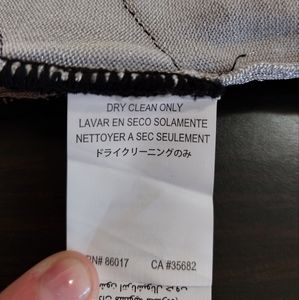 DRY CLEAN ONLY
LAVAR EN SECO SOLAMENTE
NETTOYER A SEC SEULEMENT
ドライクリーニングのみ
RN# 86017 CA #35682